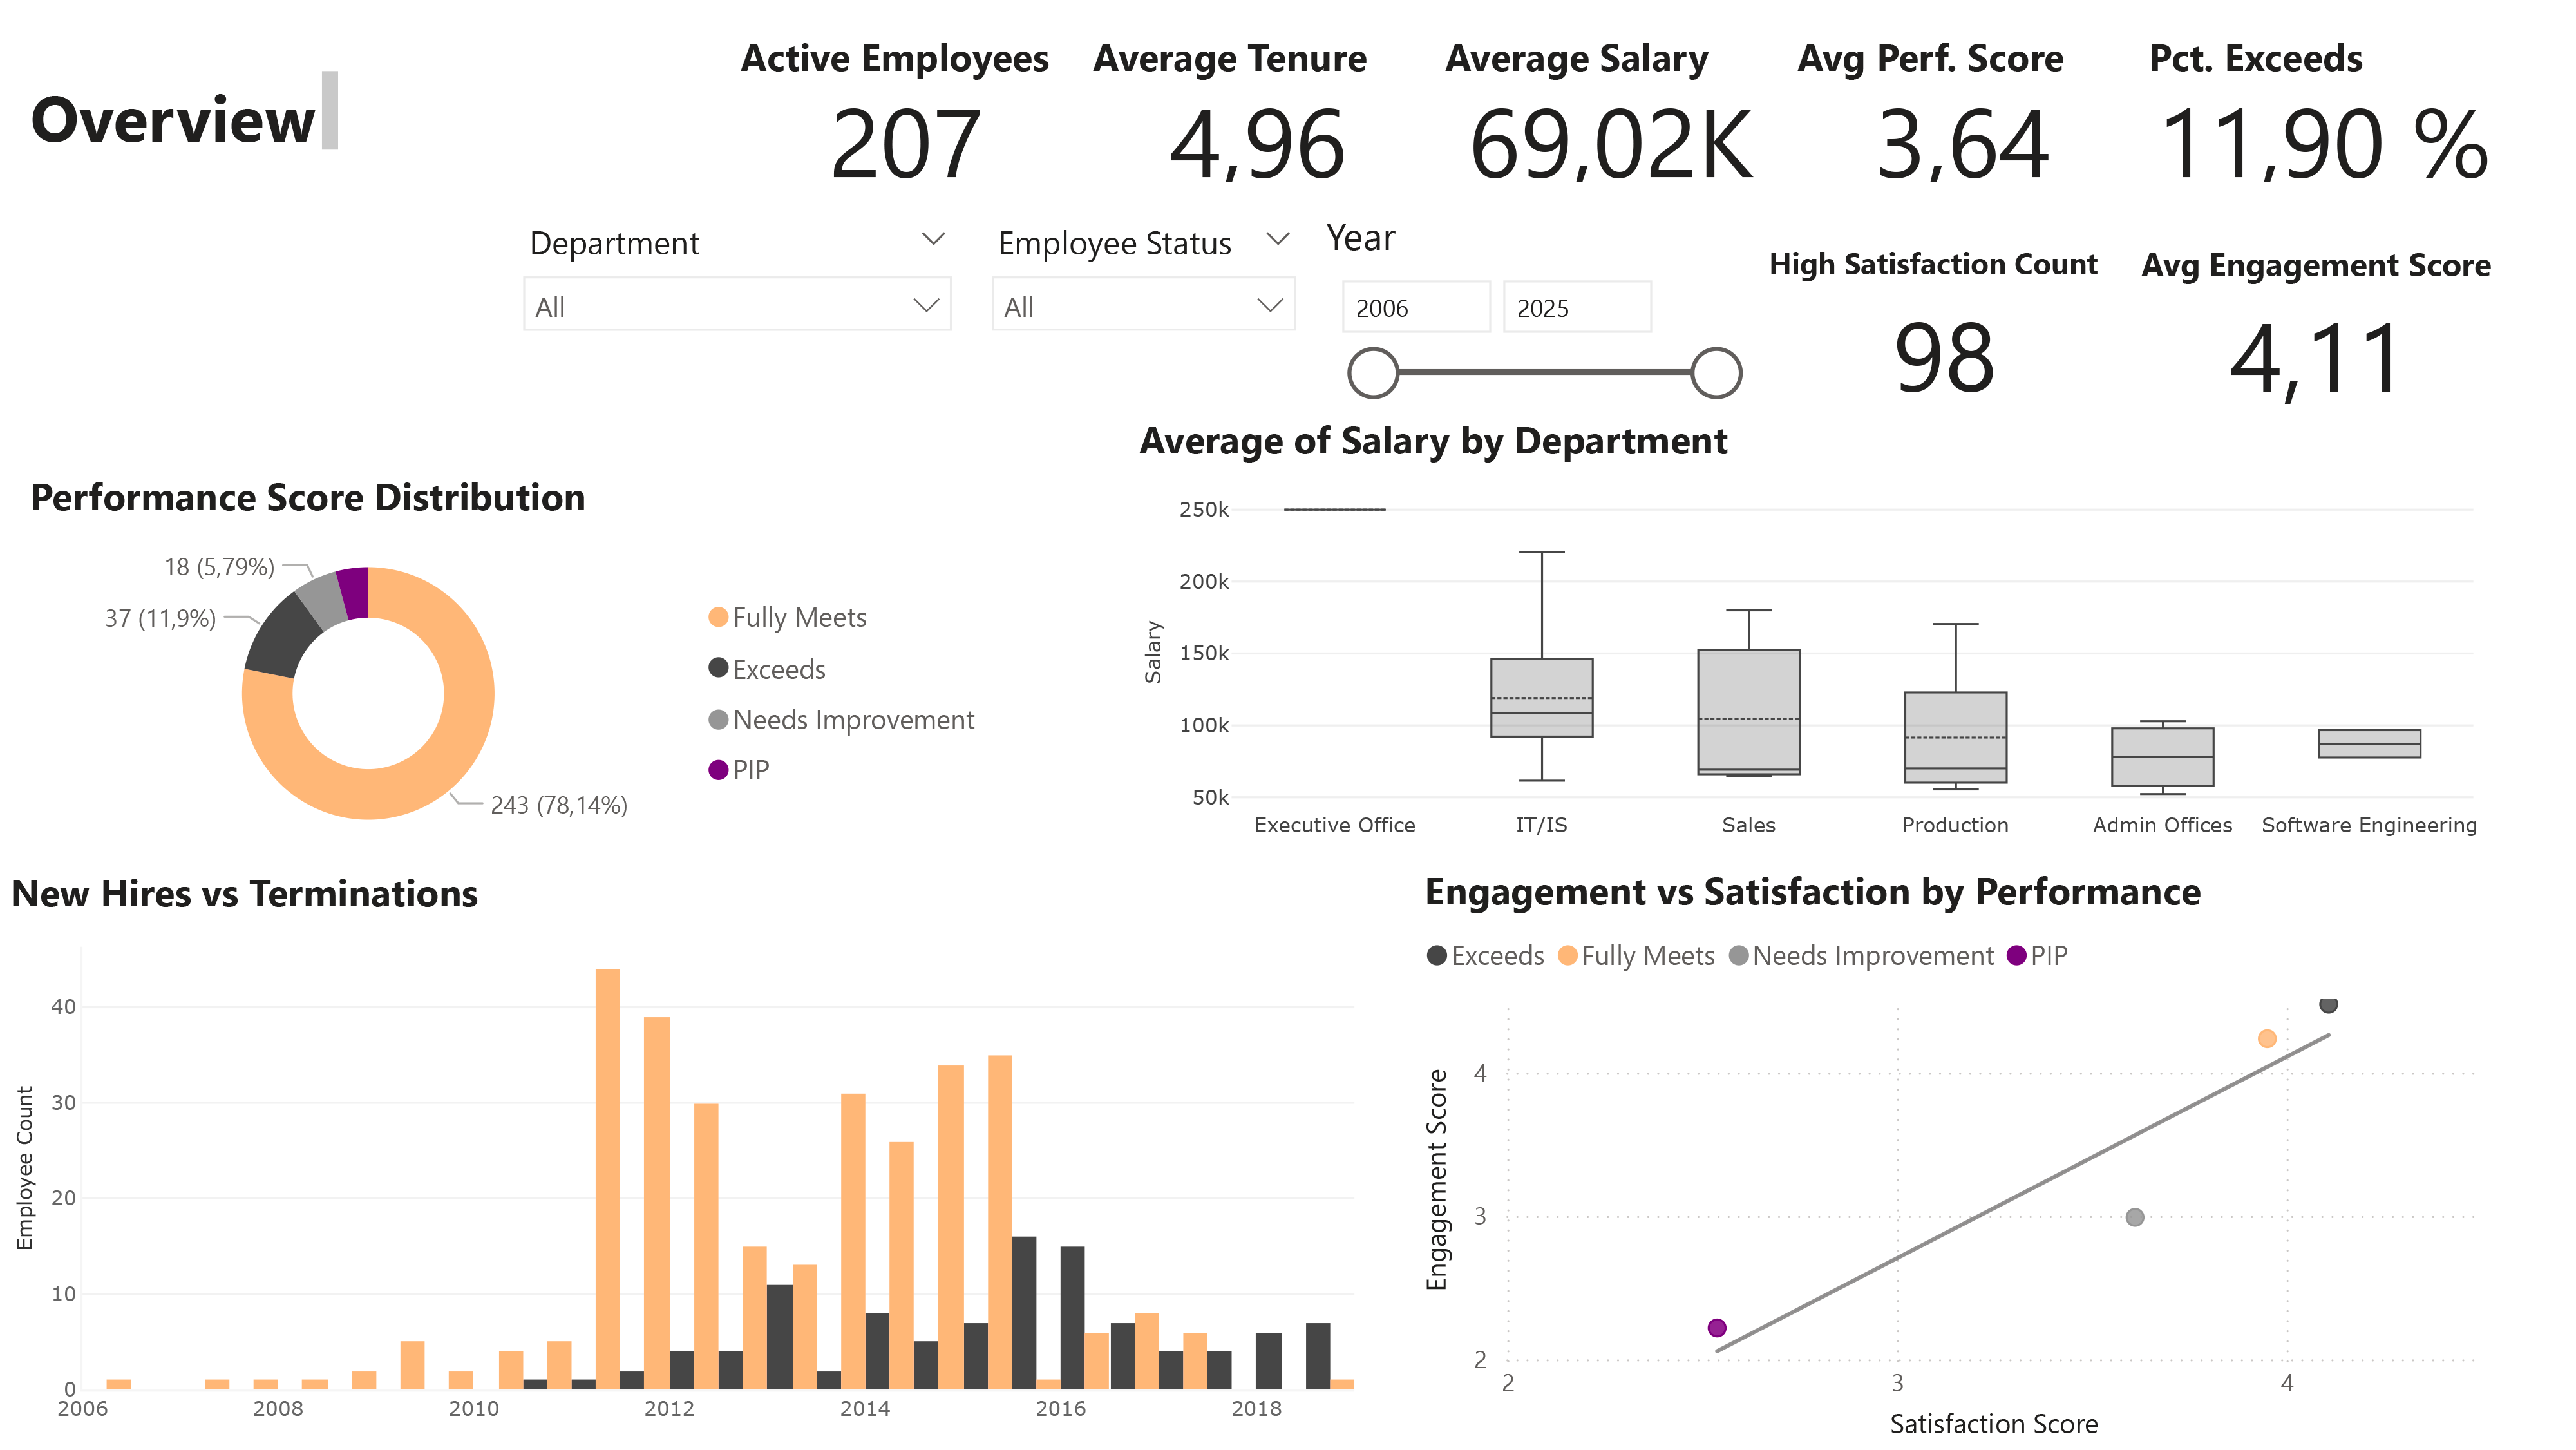 Overview
Active Employees
207
Average Tenure
4,96
Average Salary
69,02K
Avg Perf. Score
3,64
Pct. Exceeds
11,90 %
Department
All
Employee Status
All
Year
2006
2025
High Satisfaction Count
98
Avg Engagement Score
4,11
Performance Score Distribution
18 (5,79%)
37 (11,9%)
243 (78,14%)
Fully Meets
Exceeds
Needs Improvement
PIP
Average of Salary by Department
Salary
250k
200k
150k
100k
50k
Executive Office
IT/IS
Sales
Production
Admin Offices
Software Engineering
New Hires vs Terminations
Employee Count
40
30
20
10
0
2006
2008
2010
2012
2014
2016
2018
Engagement vs Satisfaction by Performance
Exceeds
Fully Meets
Needs Improvement
PIP
Engagement Score
4
3
2
2
3
4
Satisfaction Score